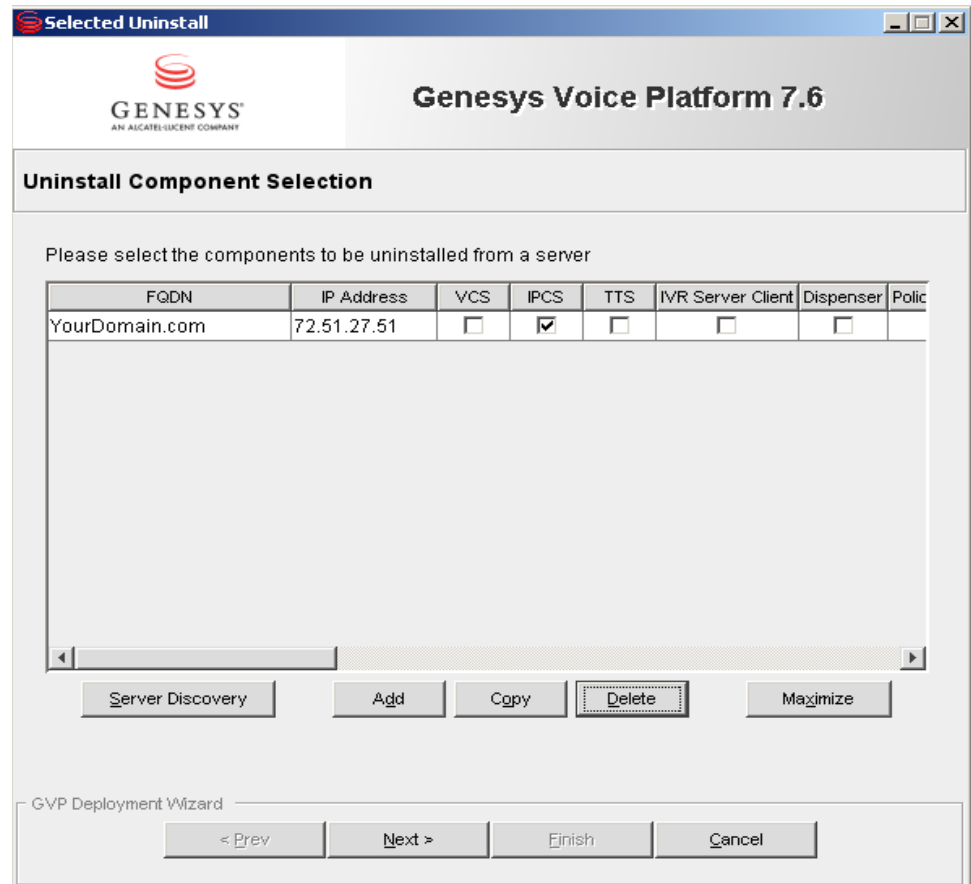 Selected Uninstall
GENESYS
AN ALCATEL-LUCENT COMPANY
Genesys Voice Platform 7.6
Uninstall Component Selection
Please select the components to be uninstalled from a server
FQDN IP Address VCS IPCS TTS IVR Server Client Dispenser Polic
YourDomain.com 72.51.27.51
Server Discovery Add Copy Delete Maximize
GVP Deployment Wizard
< Prev Next > Finish Cancel